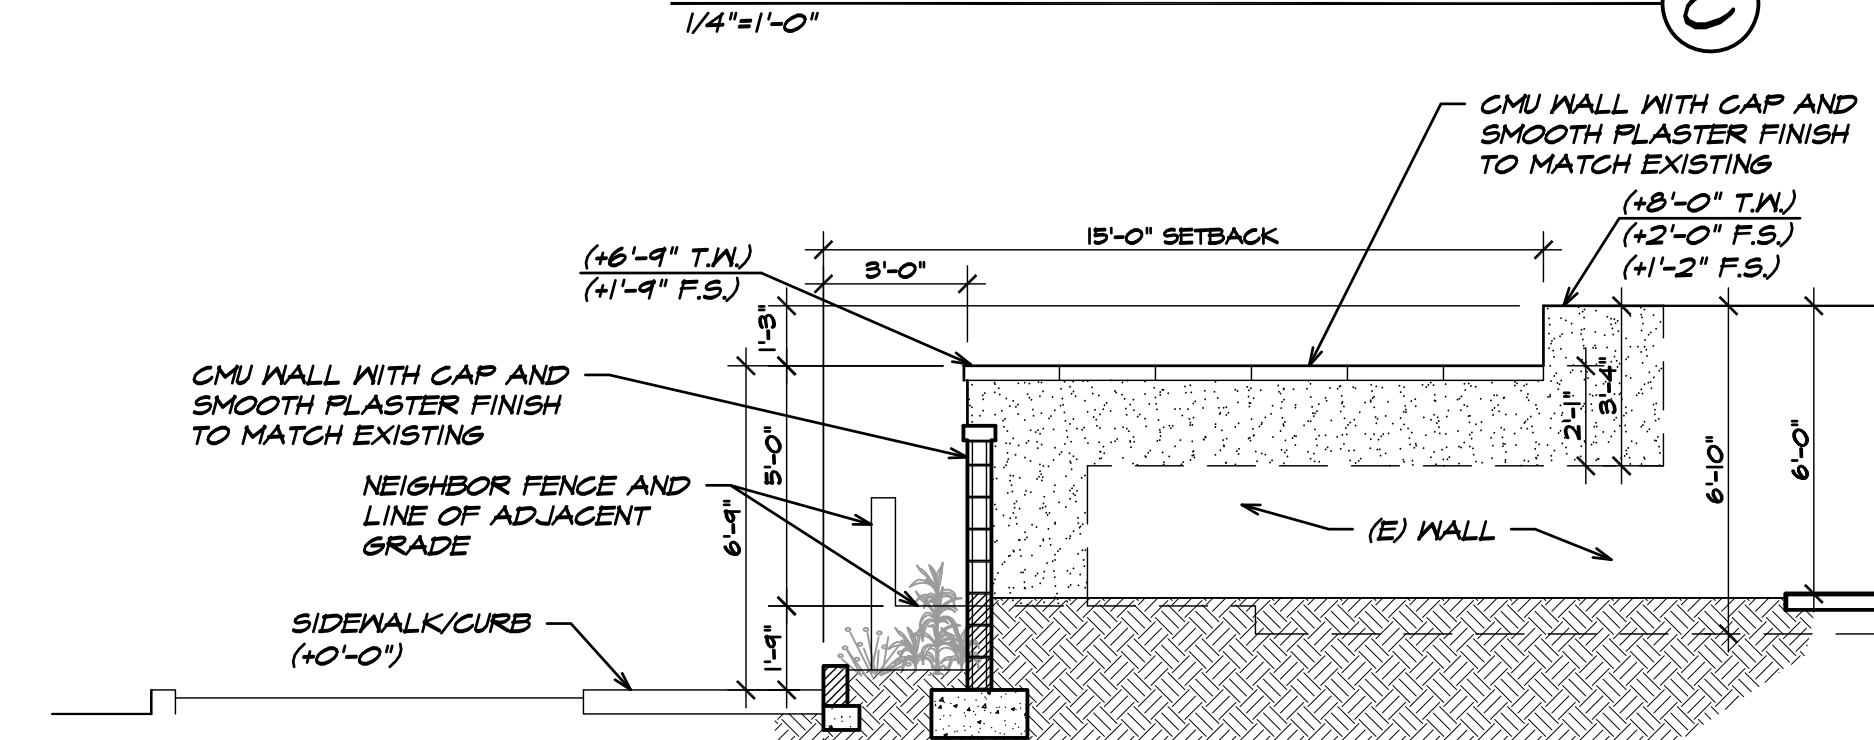 1/4"=1'-0"
C
CMU WALL WITH CAP AND
SMOOTH PLASTER FINISH
TO MATCH EXISTING
(+8'-0" T.W.)
(+2'-0" F.S.)
(+1'-2" F.S.)
15'-0" SETBACK
3'-0"
(+6'-9" T.W.)
(+1'-9" F.S.)
1'-3"
CMU WALL WITH CAP AND
SMOOTH PLASTER FINISH
TO MATCH EXISTING
5'-0"
2'-1"
3'-4"
6'-10"
6'-0"
NEIGHBOR FENCE AND
LINE OF ADJACENT
GRADE
6'-9"
(E) WALL
SIDEWALK/CURB
(+0'-0")
1'-9"